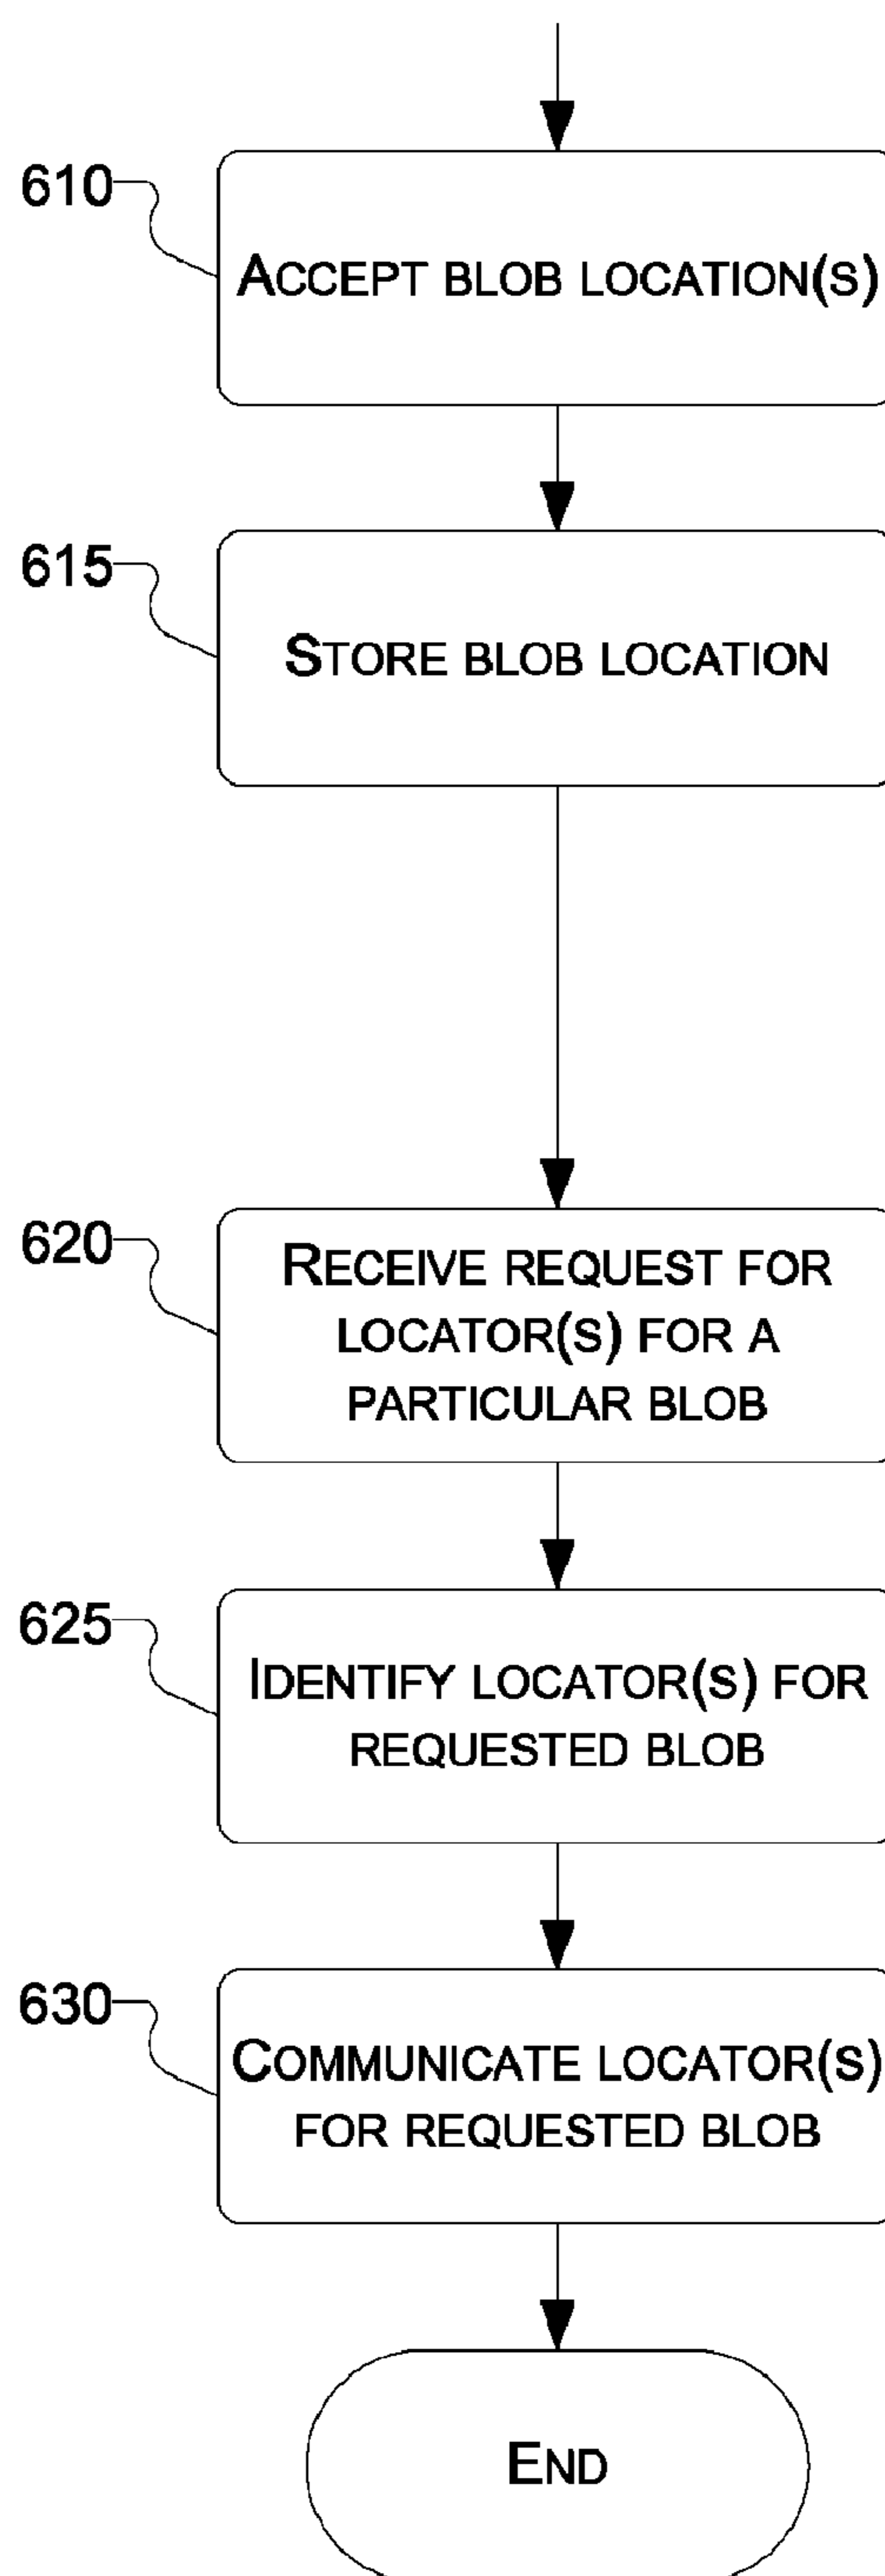 610
ACCEPT BLOB LOCATION(S)
615
STORE BLOB LOCATION
620
RECEIVE REQUEST FOR
LOCATOR(S) FOR A
PARTICULAR BLOB
625
IDENTIFY LOCATOR(S) FOR
REQUESTED BLOB
630
COMMUNICATE LOCATOR(S)
FOR REQUESTED BLOB
END